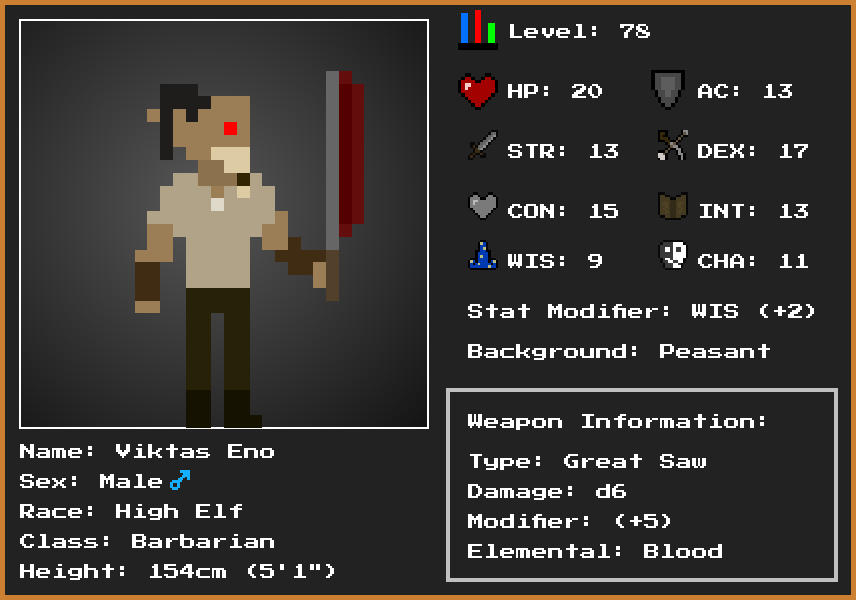 Level: 78
HP: 20 AC: 13
STR: 13 DEX: 17
CON: 15 INT: 13
WIS: 9 CHA: 11
Stat Modifier: WIS (+2)
Background: Peasant
Weapon Information:
Type: Great Saw
Damage: d6
Modifier: (+5)
Elemental: Blood
Name: Viktas Eno
Sex: Male ♂
Race: High Elf
Class: Barbarian
Height: 154cm (5'1")